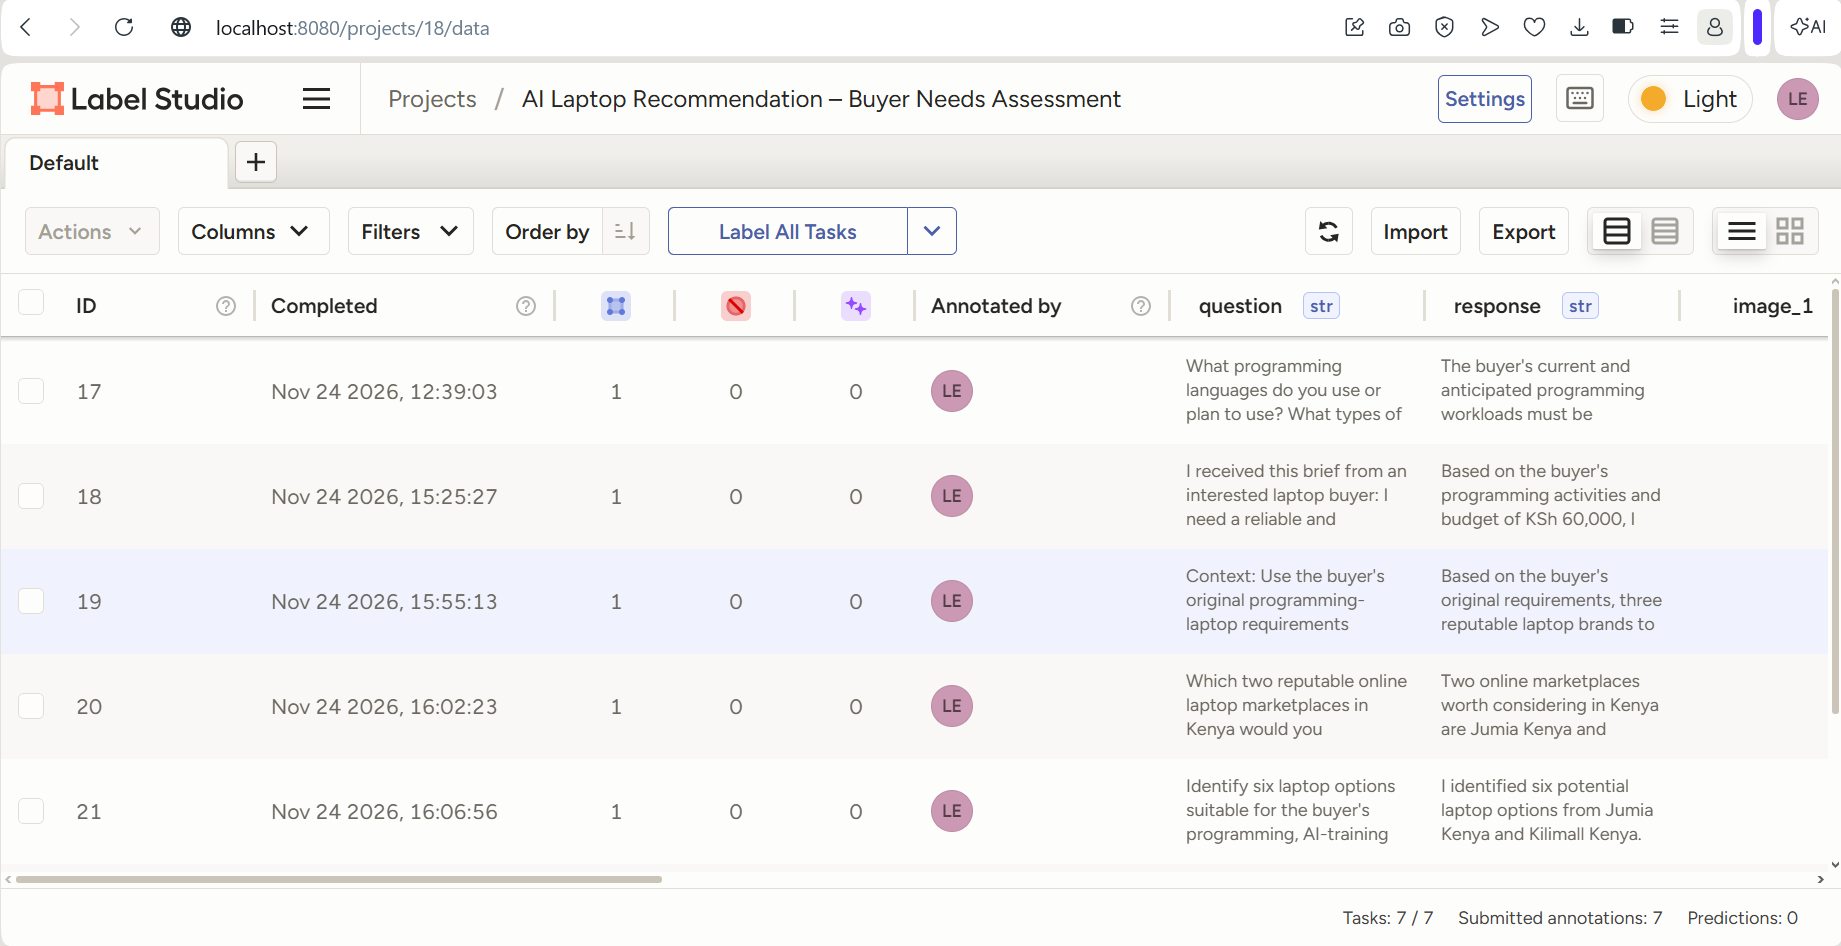 localhost:8080/projects/18/data
AI
Label Studio
Projects / AI Laptop Recommendation – Buyer Needs Assessment
Settings
Light
LE
Default
+
Actions
Columns
Filters
Order by
Label All Tasks
Import
Export
ID
Completed
Annotated by
question str
response str
image_1
17
Nov 24 2026, 12:39:03
1
0
0
LE
What programming
languages do you use or
plan to use? What types of
The buyer's current and
anticipated programming
workloads must be
18
Nov 24 2026, 15:25:27
1
0
0
LE
I received this brief from an
interested laptop buyer: I
need a reliable and
Based on the buyer's
programming activities and
budget of KSh 60,000, I
19
Nov 24 2026, 15:55:13
1
0
0
LE
Context: Use the buyer's
original programming-
laptop requirements
Based on the buyer's
original requirements, three
reputable laptop brands to
20
Nov 24 2026, 16:02:23
1
0
0
LE
Which two reputable online
laptop marketplaces in
Kenya would you
Two online marketplaces
worth considering in Kenya
are Jumia Kenya and
21
Nov 24 2026, 16:06:56
1
0
0
LE
Identify six laptop options
suitable for the buyer's
programming, AI-training
I identified six potential
laptop options from Jumia
Kenya and Kilimall Kenya.
Tasks: 7 / 7
Submitted annotations: 7
Predictions: 0